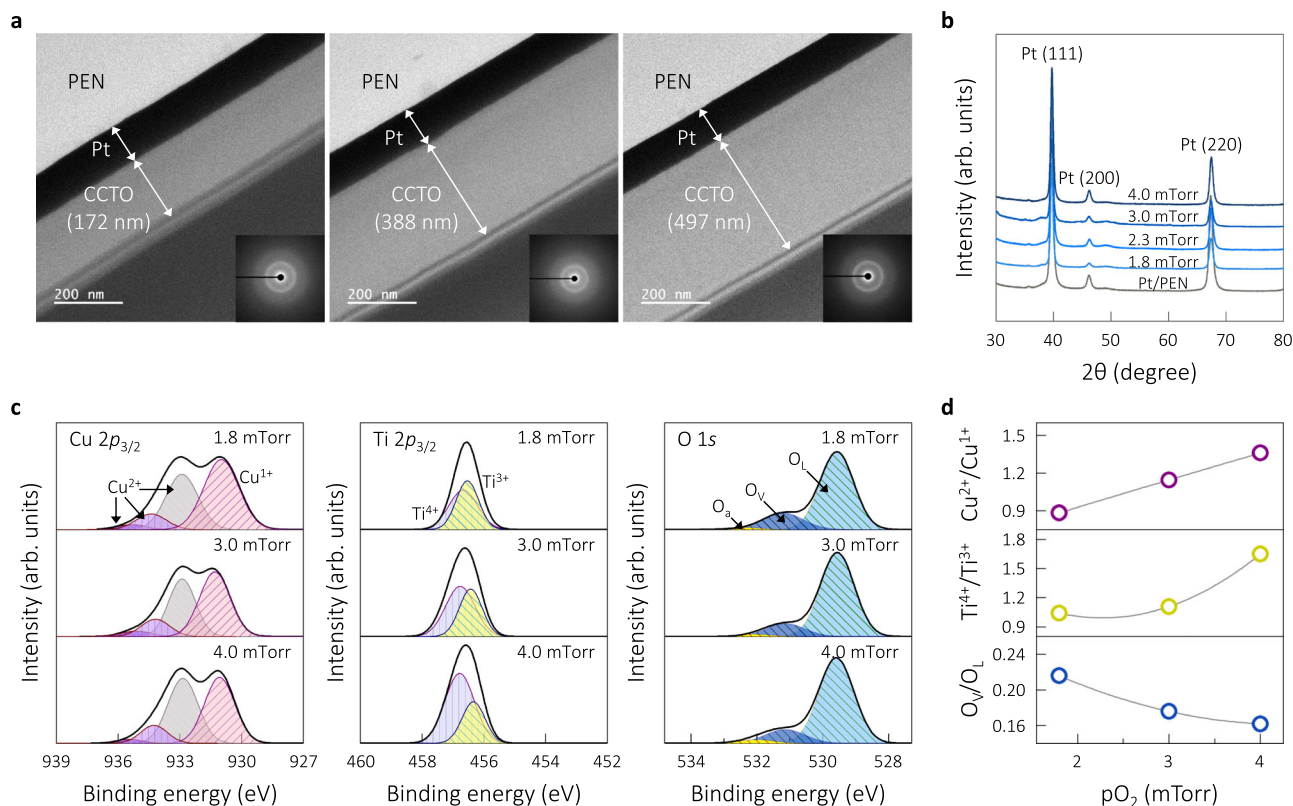 a
PEN
Pt
CCTO
(172 nm)
200 nm
PEN
Pt
CCTO
(388 nm)
200 nm
PEN
Pt
CCTO
(497 nm)
200 nm
b
Intensity (arb. units)
Pt (111)
Pt (200)
Pt (220)
4.0 mTorr
3.0 mTorr
2.3 mTorr
1.8 mTorr
Pt/PEN
30 40 50 60 70 80
2θ (degree)
c
Intensity (arb. units)
Cu 2p3/2
1.8 mTorr
Cu2+
Cu1+
3.0 mTorr
4.0 mTorr
939 936 933 930 927
Binding energy (eV)
Intensity (arb. units)
Ti 2p3/2
1.8 mTorr
Ti3+
Ti4+
3.0 mTorr
4.0 mTorr
460 458 456 454 452
Binding energy (eV)
Intensity (arb. units)
O 1s
1.8 mTorr
OL
OV
Oa
3.0 mTorr
4.0 mTorr
534 532 530 528
Binding energy (eV)
d
Cu2+/Cu1+
1.5
1.2
0.9
Ti4+/Ti3+
1.8
1.5
1.2
0.9
OV/OL
0.24
0.20
0.16
2 3 4
pO2 (mTorr)